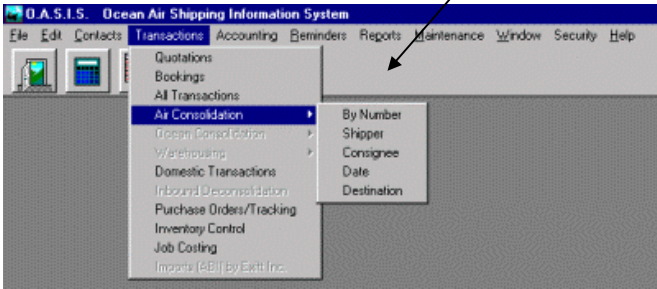 O.A.S.I.S. Ocean Air Shipping Information System
File Edit Contacts Transactions Accounting Reminders Reports Maintenance Window Security Help
Quotations
Bookings
All Transactions
Air Consolidation By Number
Ocean Consolidation Shipper
Warehousing Consignee
Domestic Transactions Date
Inbound Deconsolidation Destination
Purchase Orders/Tracking
Inventory Control
Job Costing
Imports (ABI) by Exitt Inc.